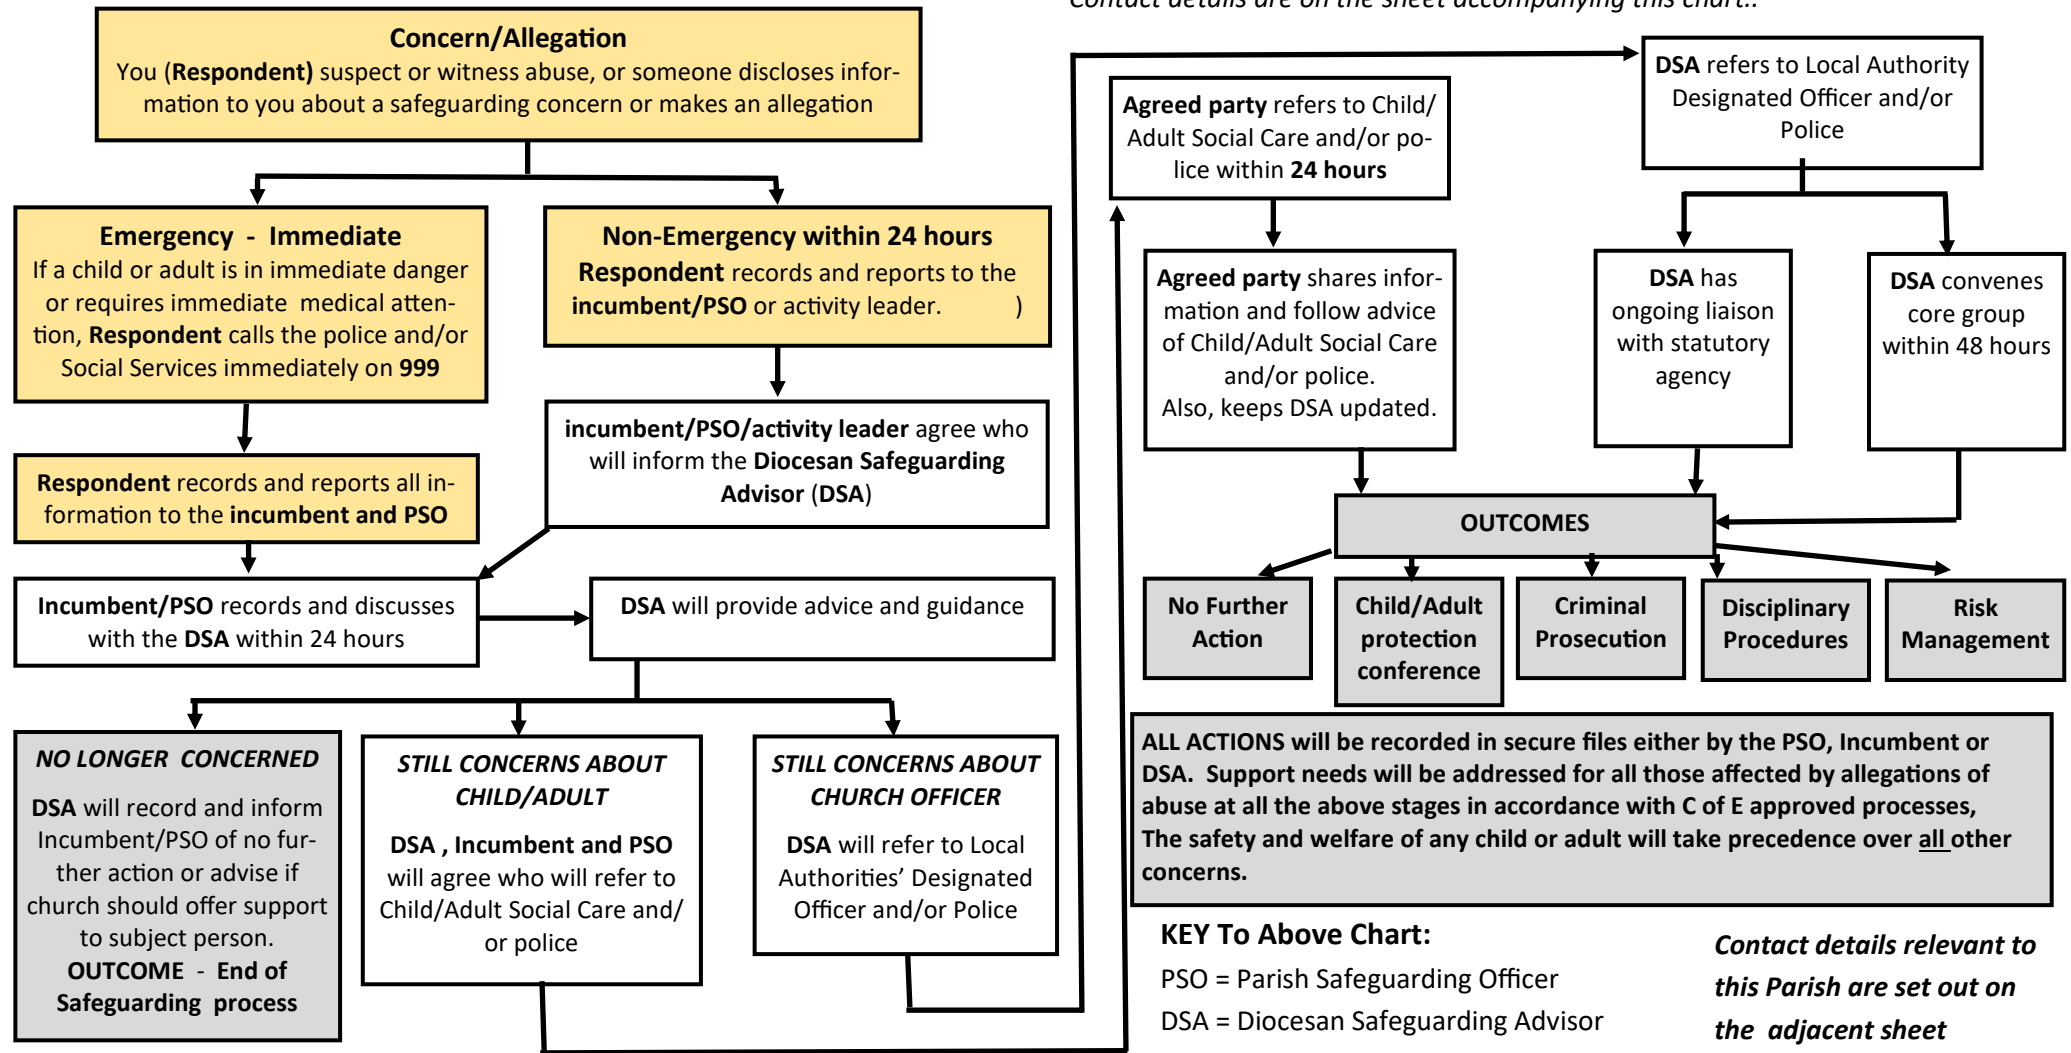 Contact details are on the sheet accompanying this chart..
Concern/Allegation
You (Respondent) suspect or witness abuse, or someone discloses infor-
mation to you about a safeguarding concern or makes an allegation
Emergency - Immediate
If a child or adult is in immediate danger
or requires immediate medical atten-
tion, Respondent calls the police and/or
Social Services immediately on 999
Non-Emergency within 24 hours
Respondent records and reports to the
incumbent/PSO or activity leader. )
Respondent records and reports all in-
formation to the incumbent and PSO
incumbent/PSO/activity leader agree who
will inform the Diocesan Safeguarding
Advisor (DSA)
Incumbent/PSO records and discusses
with the DSA within 24 hours
DSA will provide advice and guidance
NO LONGER CONCERNED
DSA will record and inform
Incumbent/PSO of no fur-
ther action or advise if
church should offer support
to subject person.
OUTCOME - End of
Safeguarding process
STILL CONCERNS ABOUT
CHILD/ADULT
DSA , Incumbent and PSO
will agree who will refer to
Child/Adult Social Care and/
or police
STILL CONCERNS ABOUT
CHURCH OFFICER
DSA will refer to Local
Authorities’ Designated
Officer and/or Police
Agreed party refers to Child/
Adult Social Care and/or po-
lice within 24 hours
Agreed party shares infor-
mation and follow advice
of Child/Adult Social Care
and/or police.
Also, keeps DSA updated.
DSA refers to Local Authority
Designated Officer and/or
Police
DSA has
ongoing liaison
with statutory
agency
DSA convenes
core group
within 48 hours
OUTCOMES
No Further
Action
Child/Adult
protection
conference
Criminal
Prosecution
Disciplinary
Procedures
Risk
Management
ALL ACTIONS will be recorded in secure files either by the PSO, Incumbent or
DSA. Support needs will be addressed for all those affected by allegations of
abuse at all the above stages in accordance with C of E approved processes,
The safety and welfare of any child or adult will take precedence over all other
concerns.
KEY To Above Chart:
PSO = Parish Safeguarding Officer
DSA = Diocesan Safeguarding Advisor
Contact details relevant to
this Parish are set out on
the adjacent sheet